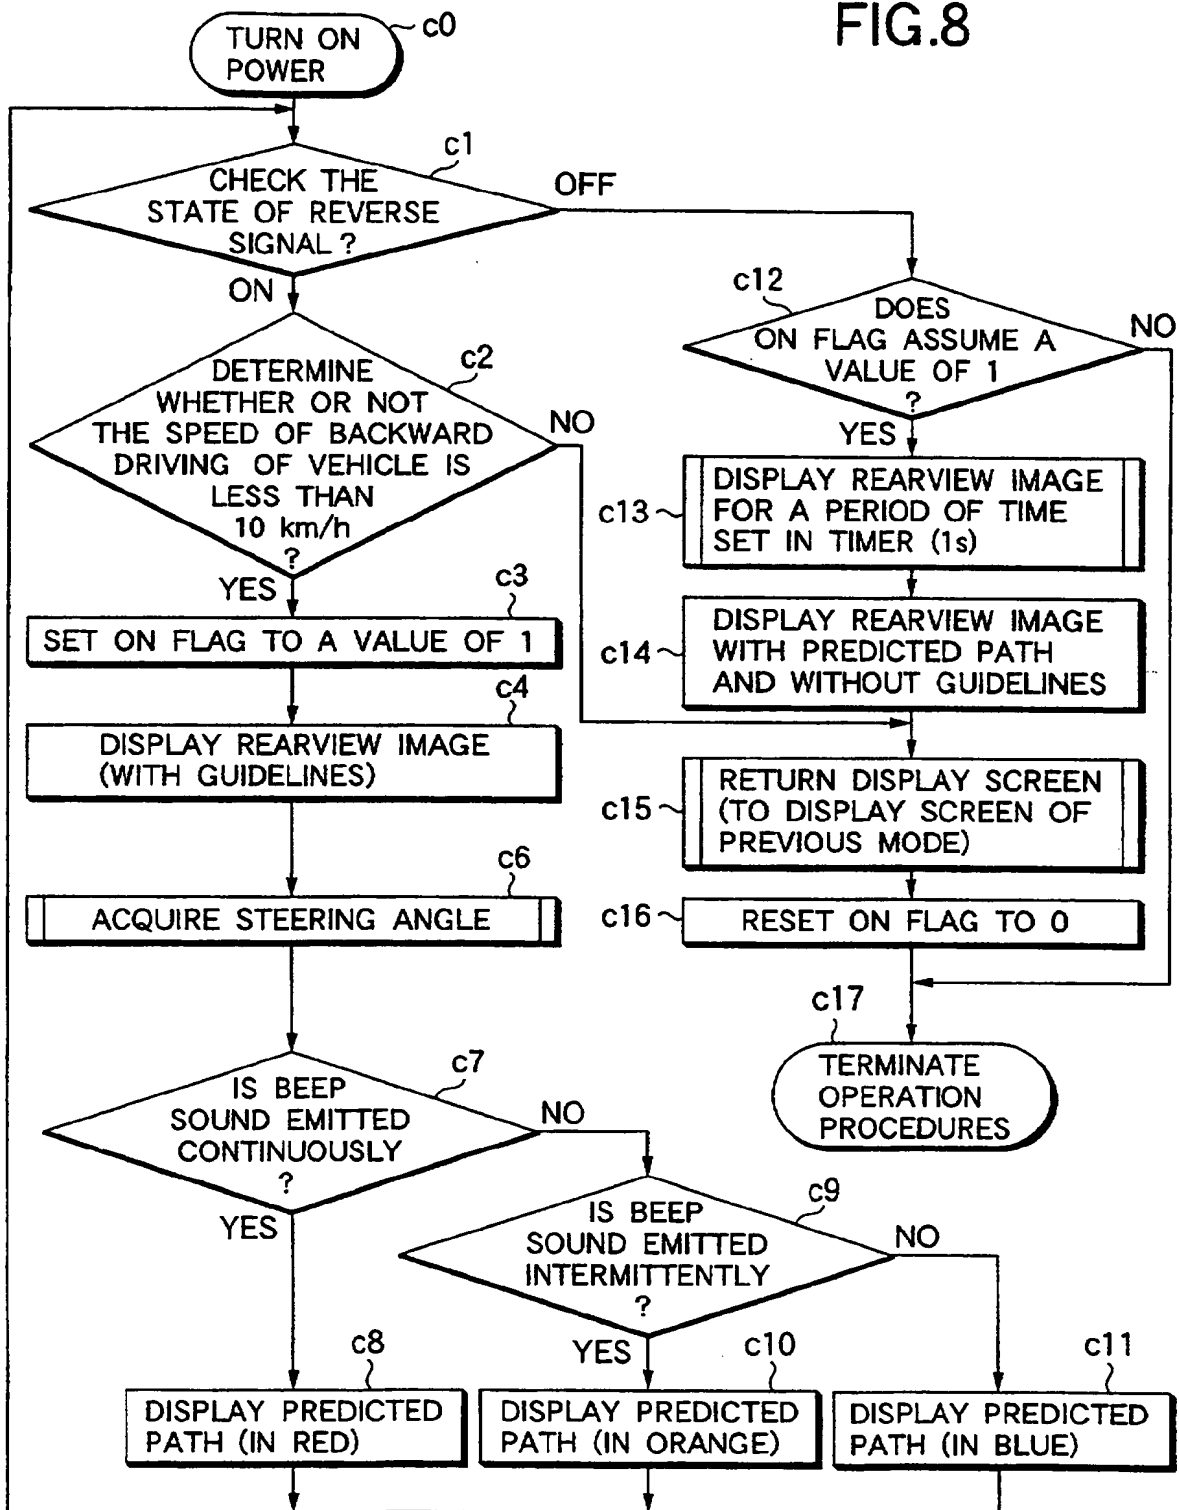 FIG.8
TURN ON
POWER
c0
c1
CHECK THE
STATE OF REVERSE
SIGNAL ?
OFF
ON
c2
DETERMINE
WHETHER OR NOT
THE SPEED OF BACKWARD
DRIVING OF VEHICLE IS
LESS THAN
10 km/h
?
NO
YES
c3
SET ON FLAG TO A VALUE OF 1
c4
DISPLAY REARVIEW IMAGE
(WITH GUIDELINES)
c6
ACQUIRE STEERING ANGLE
c7
IS BEEP
SOUND EMITTED
CONTINUOUSLY
?
NO
YES
c8
DISPLAY PREDICTED
PATH (IN RED)
c9
IS BEEP
SOUND EMITTED
INTERMITTENTLY
?
NO
YES
c10
DISPLAY PREDICTED
PATH (IN ORANGE)
c11
DISPLAY PREDICTED
PATH (IN BLUE)
c12
DOES
ON FLAG ASSUME A
VALUE OF 1
?
NO
YES
c13
DISPLAY REARVIEW IMAGE
FOR A PERIOD OF TIME
SET IN TIMER (1s)
c14
DISPLAY REARVIEW IMAGE
WITH PREDICTED PATH
AND WITHOUT GUIDELINES
c15
RETURN DISPLAY SCREEN
(TO DISPLAY SCREEN OF
PREVIOUS MODE)
c16
RESET ON FLAG TO 0
c17
TERMINATE
OPERATION
PROCEDURES